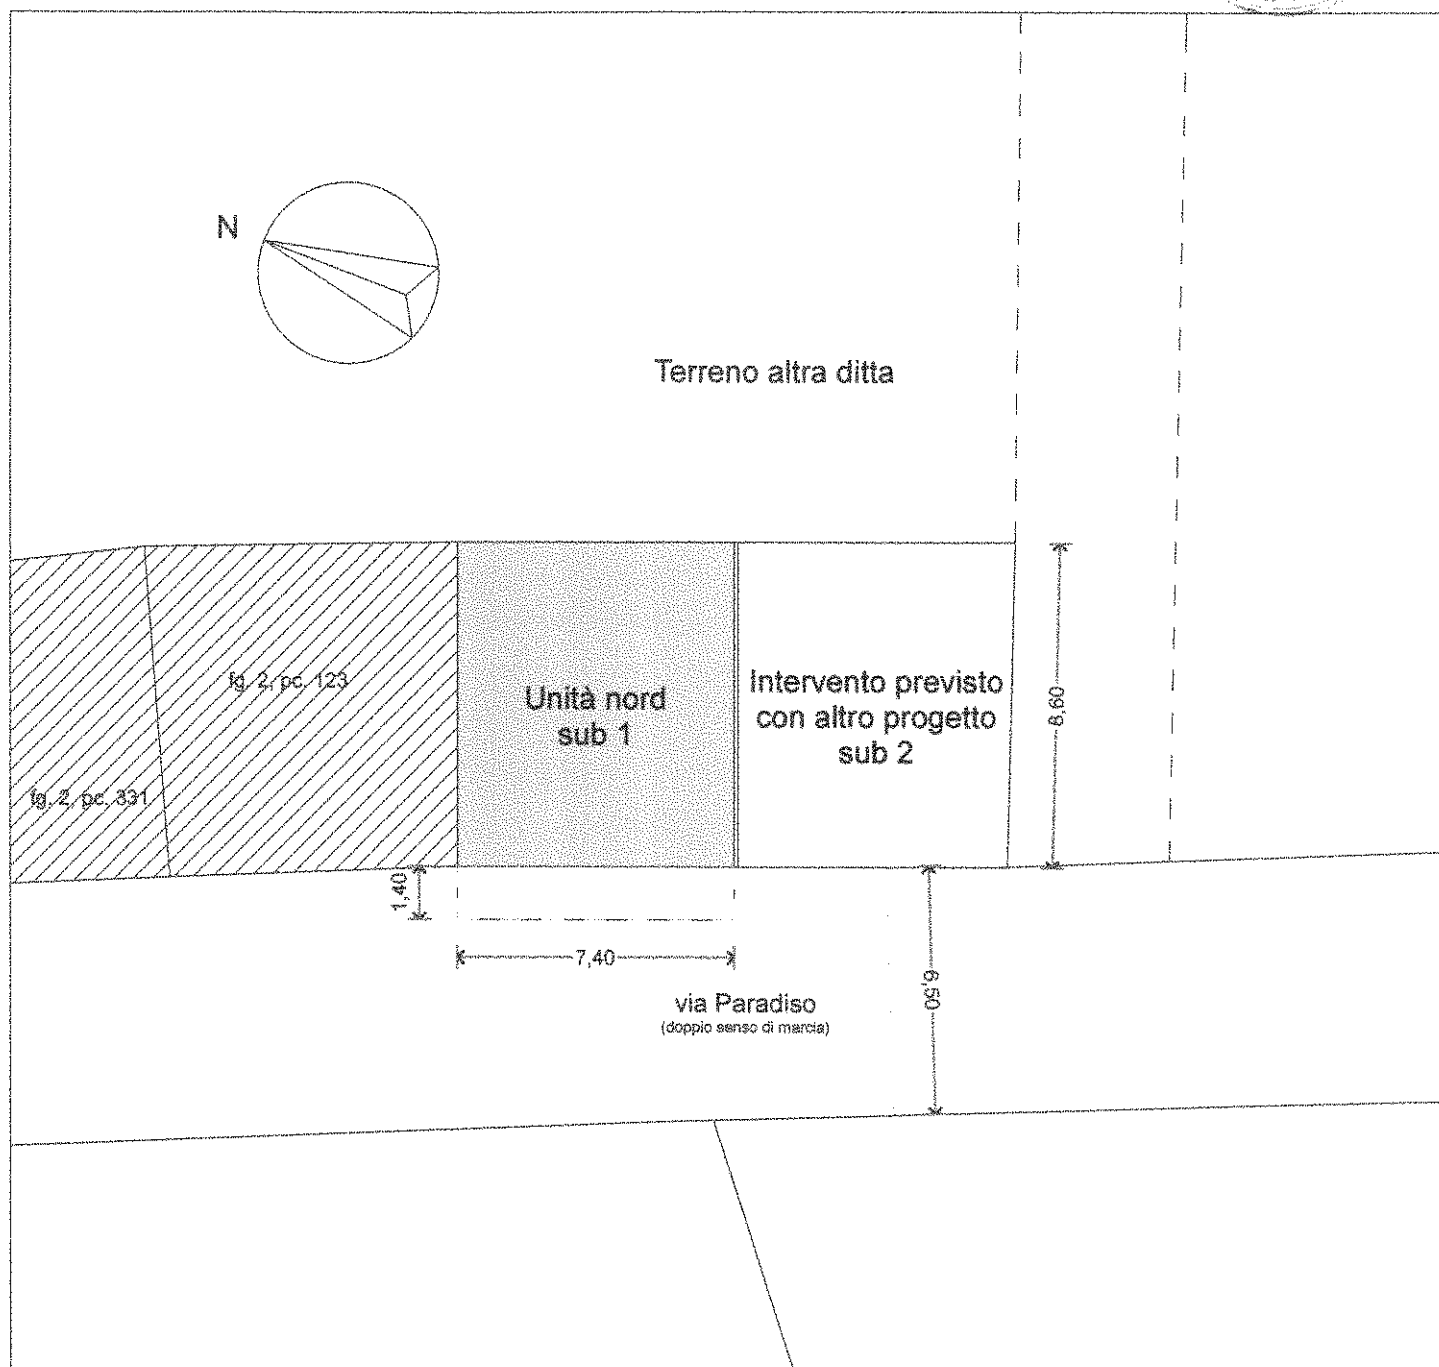 N
Terreno altra ditta
fg. 2, pc. 123
Unità nord
sub 1
Intervento previsto
con altro progetto
sub 2
8,60
fg. 2, pc. 331
1,40
7,40
6,50
via Paradiso
(doppio senso di marcia)